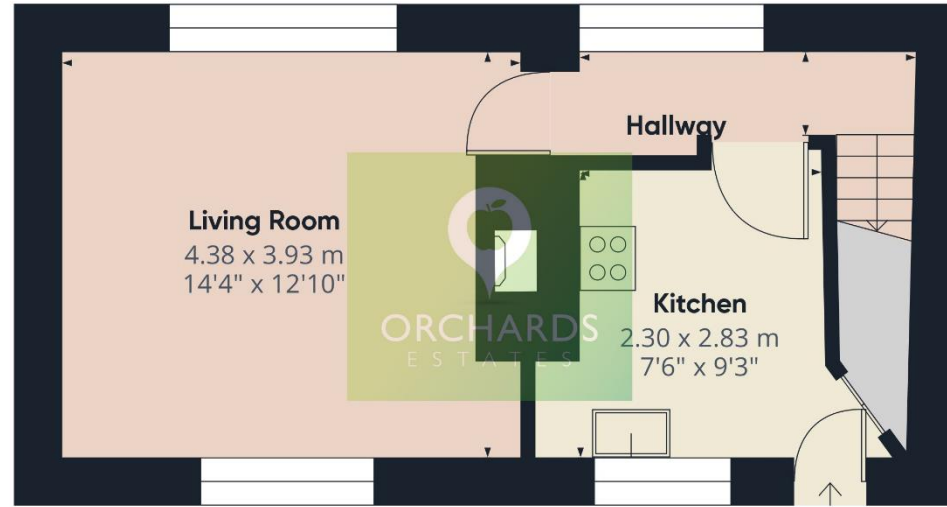 Hallway
Living Room
4.38 x 3.93 m
14'4" x 12'10"
ORCHARDS
ESTATES
Kitchen
2.30 x 2.83 m
7'6" x 9'3"